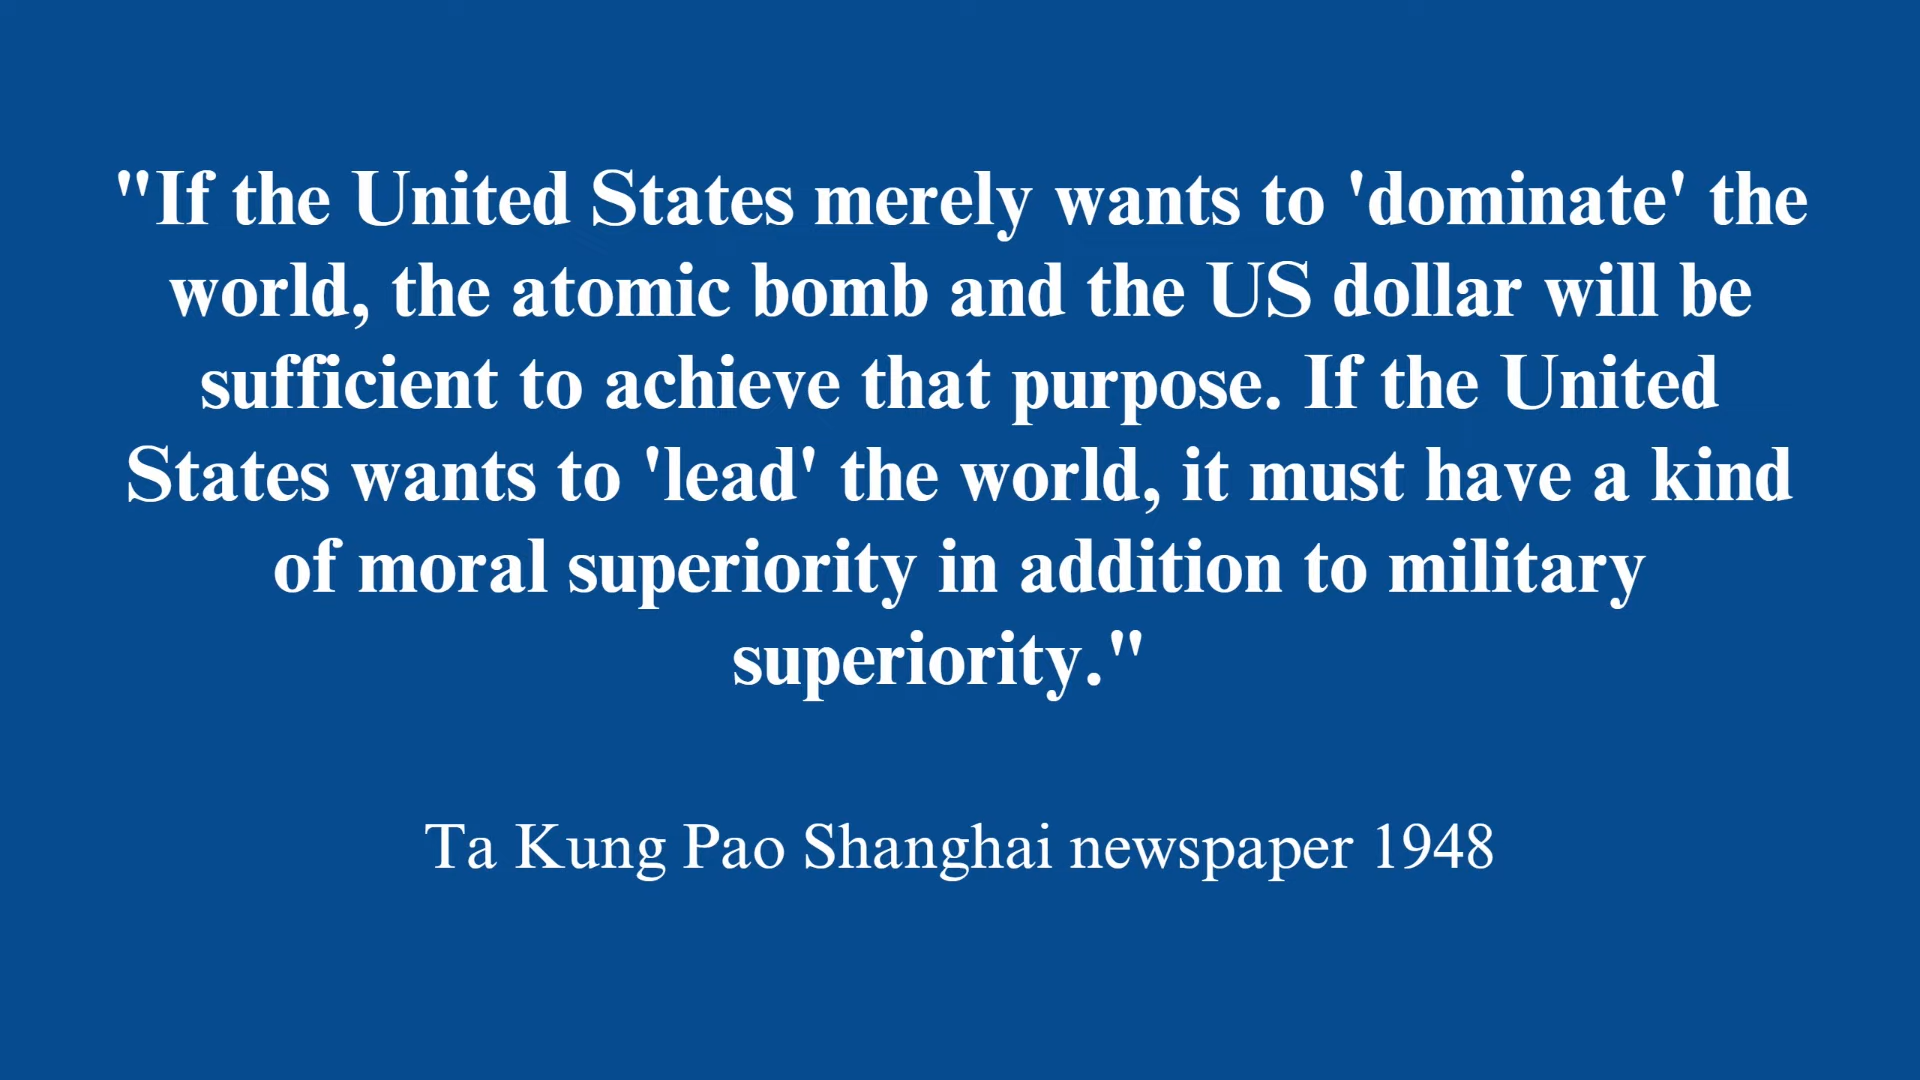 "If the United States merely wants to 'dominate' the
world, the atomic bomb and the US dollar will be
sufficient to achieve that purpose. If the United
States wants to 'lead' the world, it must have a kind
of moral superiority in addition to military
superiority."
Ta Kung Pao Shanghai newspaper 1948